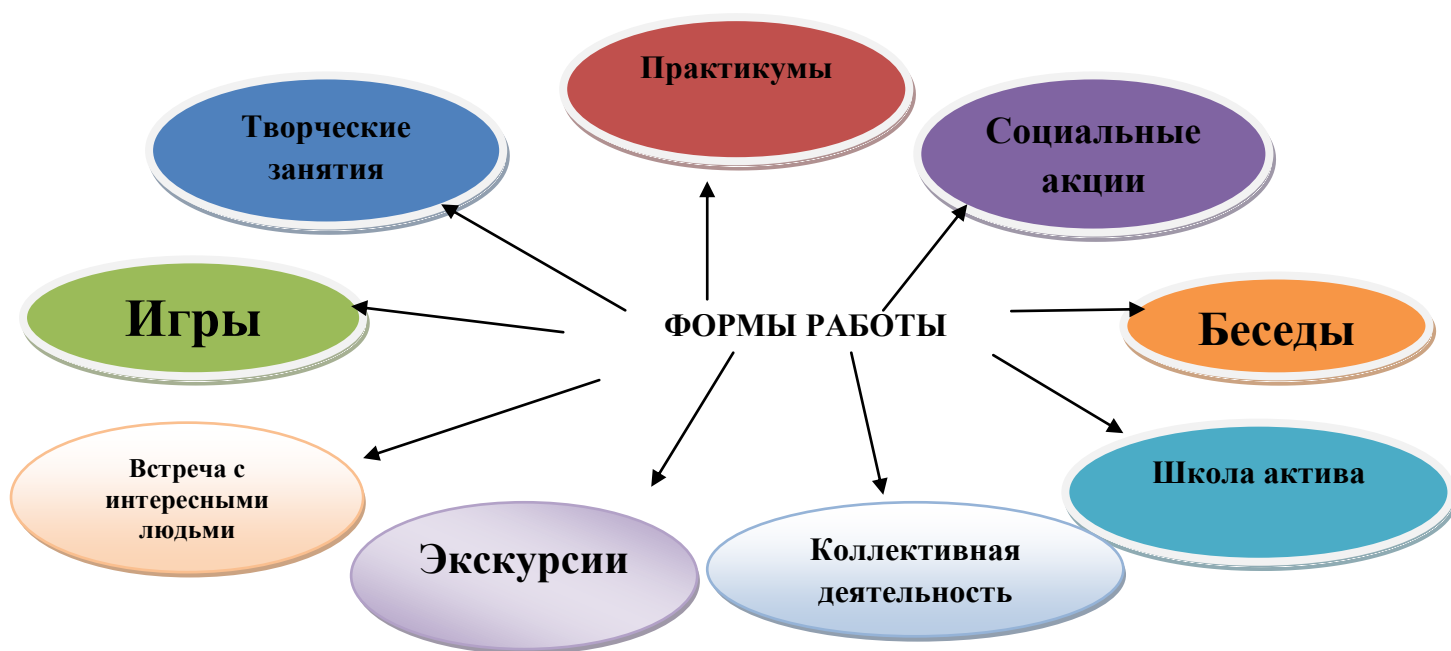 Практикумы
Творческие
занятия
Социальные
акции
Игры
ФОРМЫ РАБОТЫ
Беседы
Встреча с
интересными
людьми
Школа актива
Экскурсии
Коллективная
деятельность